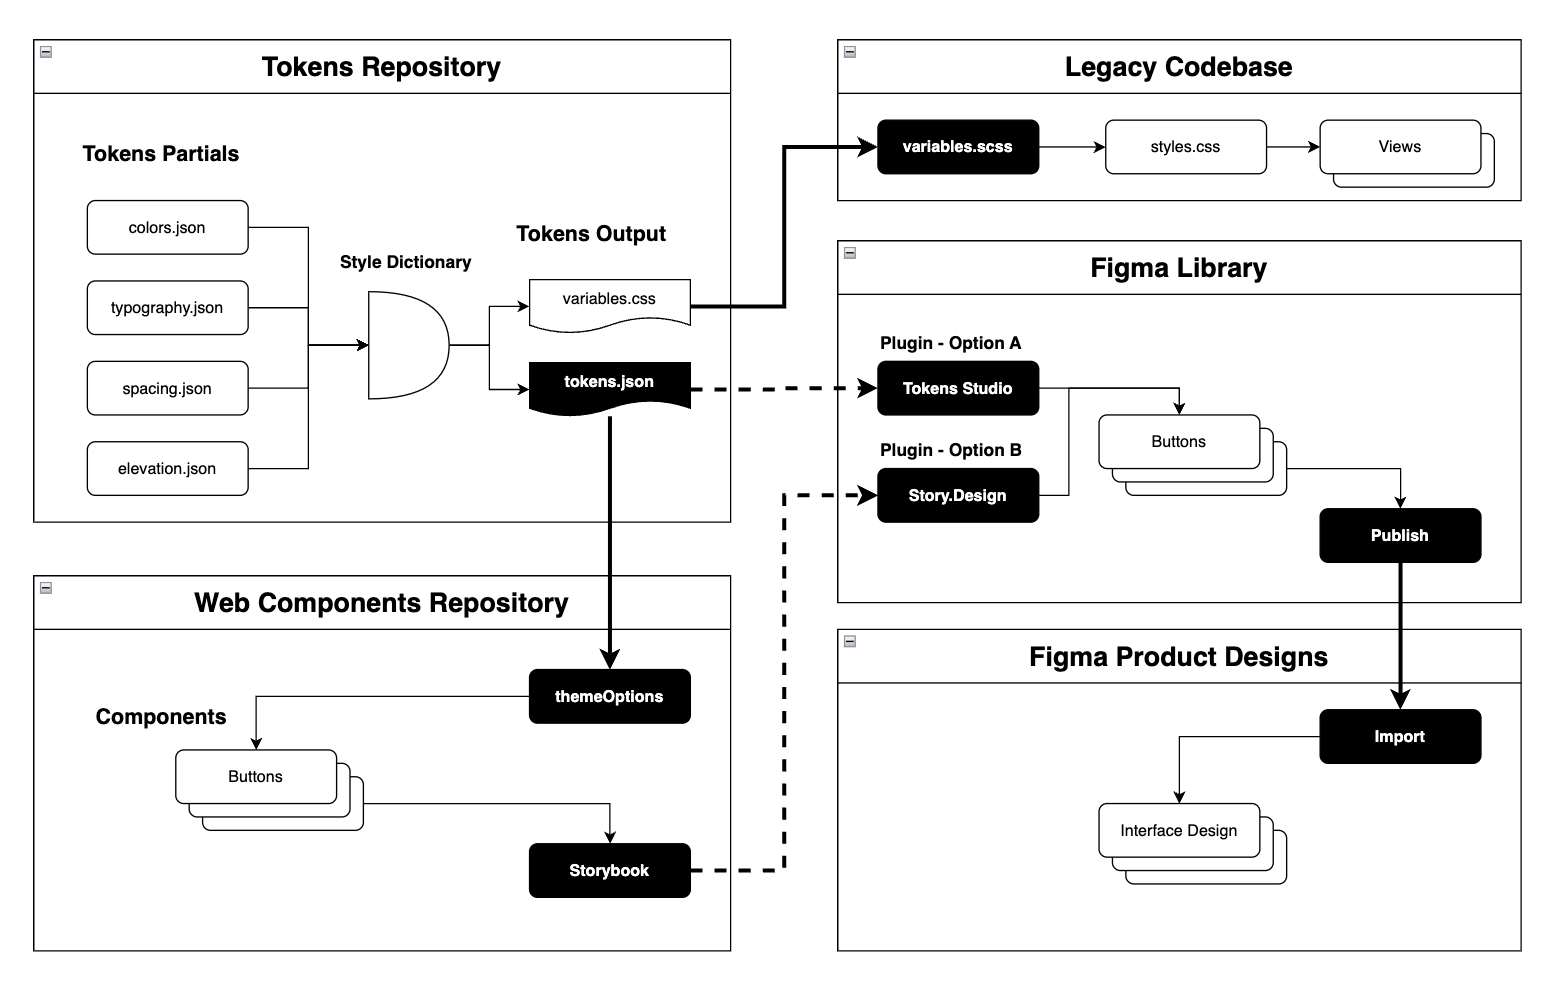 Tokens Repository
Tokens Partials
colors.json
typography.json
spacing.json
elevation.json
Style Dictionary
Tokens Output
variables.css
tokens.json
Legacy Codebase
variables.scss
styles.css
Views
Figma Library
Plugin - Option A
Tokens Studio
Plugin - Option B
Story.Design
Buttons
Publish
Web Components Repository
themeOptions
Components
Buttons
Storybook
Figma Product Designs
Import
Interface Design